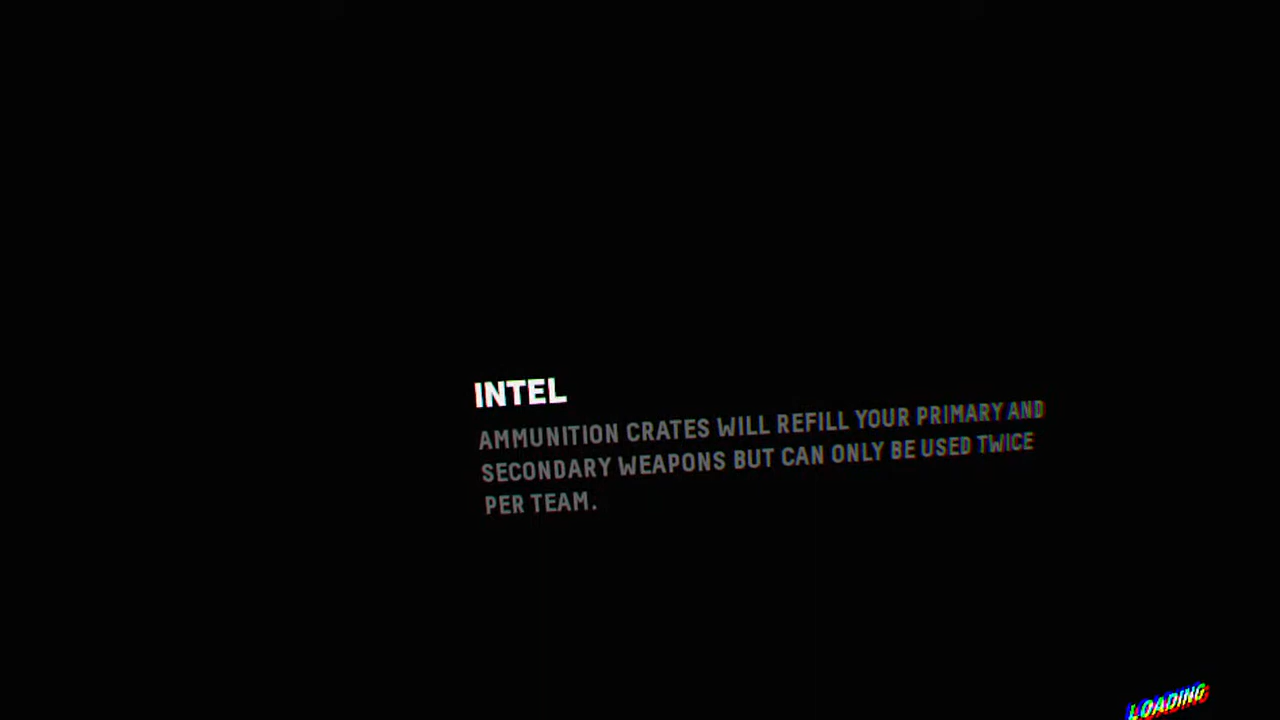 INTEL
AMMUNITION CRATES WILL REFILL YOUR PRIMARY AND
SECONDARY WEAPONS BUT CAN ONLY BE USED TWICE
PER TEAM.
LOADING